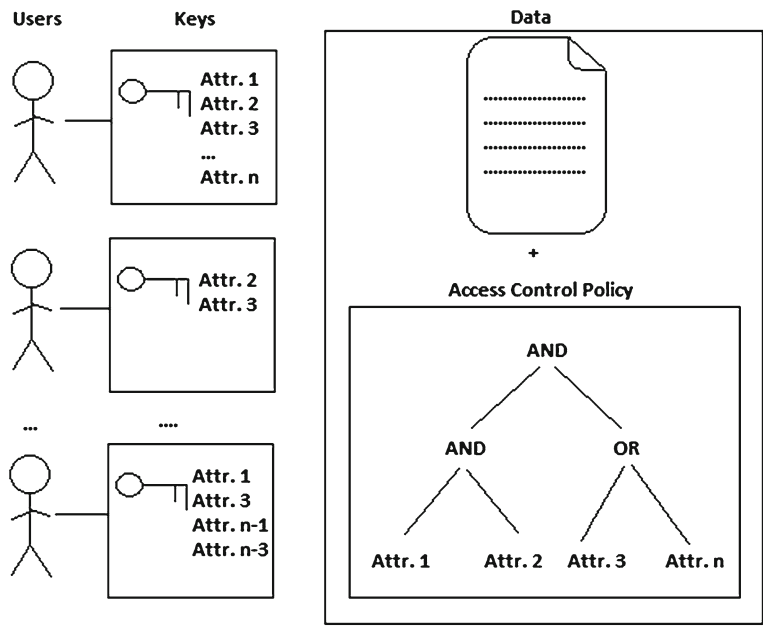 Users
Keys
Data
Attr. 1
Attr. 2
Attr. 3
...
Attr. n
+
Attr. 2
Attr. 3
Access Control Policy
AND
...
....
AND
OR
Attr. 1
Attr. 3
Attr. n-1
Attr. n-3
Attr. 1
Attr. 2
Attr. 3
Attr. n